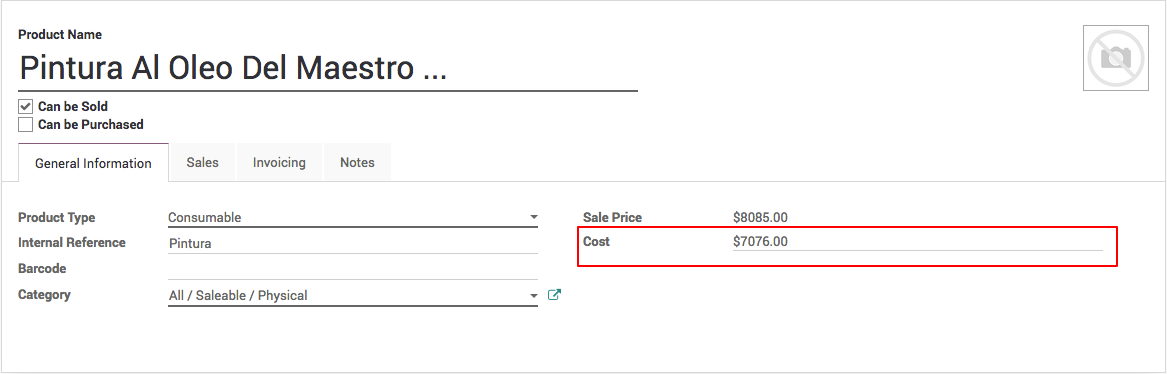 Product Name
Pintura Al Oleo Del Maestro ...
Can be Sold
Can be Purchased
General Information Sales Invoicing Notes
Product Type Consumable Sale Price $8085.00
Internal Reference Pintura Cost $7076.00
Barcode
Category All / Saleable / Physical